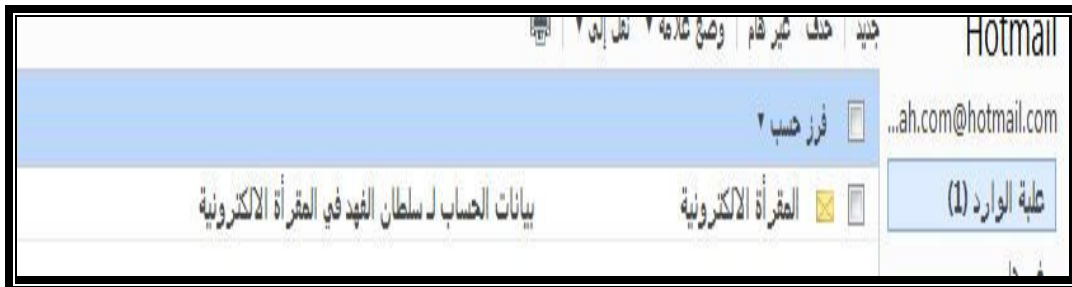 Hotmail
جديد | حذف غير هام | وضع علامة ▾ نقل إلى ▾
...ah.com@hotmail.com
فرز حسب ▾
علبة الوارد (1)
المقرأة الالكترونية بيانات الحساب لـ سلطان الفهد في المقرأة الالكترونية